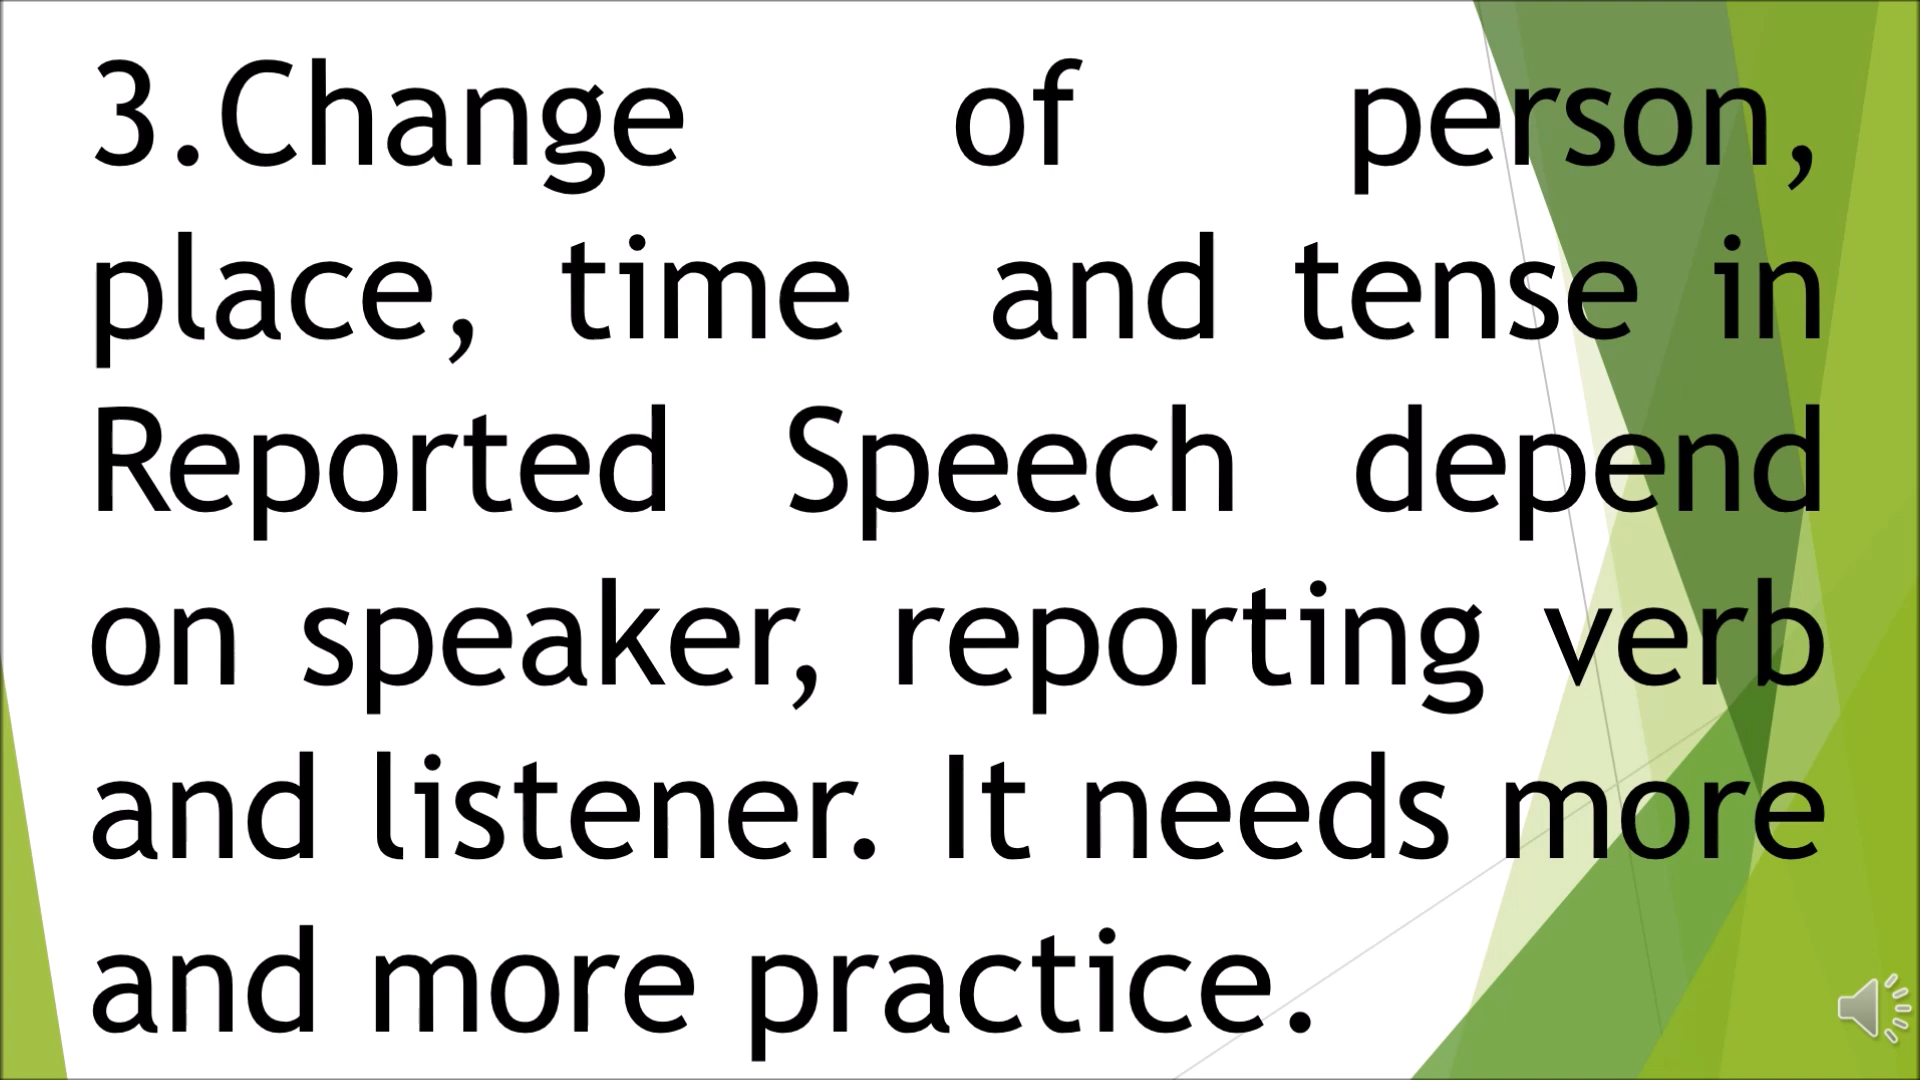 3.Change of person,
place, time and tense in
Reported Speech depend
on speaker, reporting verb
and listener. It needs more
and more practice.